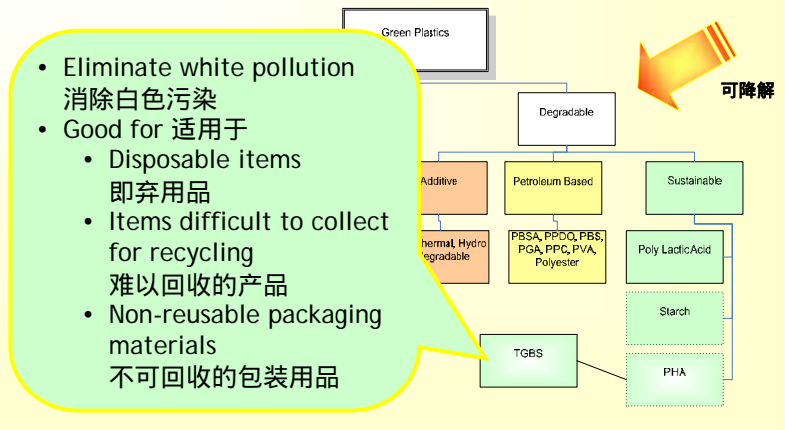 Green Plastics
可降解
• Eliminate white pollution
消除白色污染
• Good for 适用于
• Disposable items
即弃用品
• Items difficult to collect
for recycling
难以回收的产品
• Non-reusable packaging
materials
不可回收的包装用品
Degradable
Additive
Petroleum Based
Sustainable
hermal, Hydro
egradable
PBSA, PPDO, PBS,
PGA, PPC, PVA,
Polyester
Poly LacticAcid
Starch
TGBS
PHA